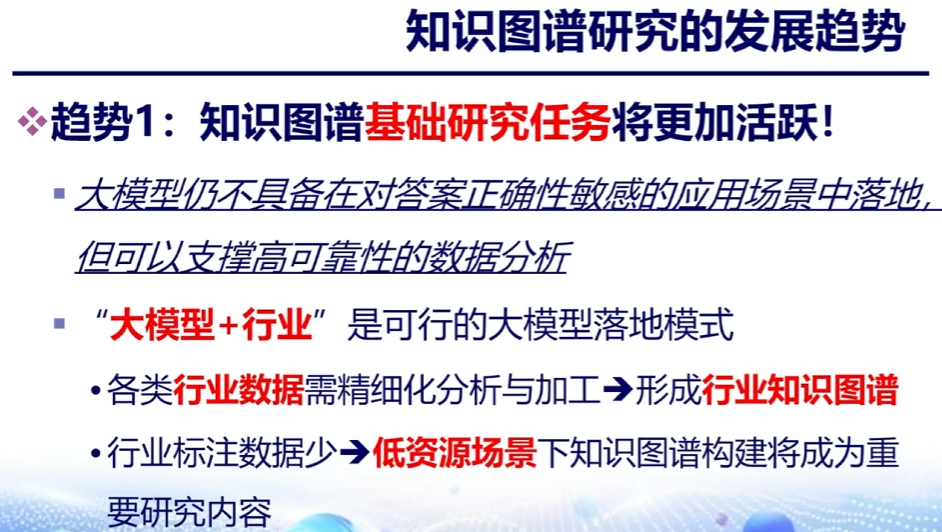 知识图谱研究的发展趋势
❖趋势1：知识图谱基础研究任务将更加活跃！
▪大模型仍不具备在对答案正确性敏感的应用场景中落地，
但可以支撑高可靠性的数据分析
▪“大模型+行业”是可行的大模型落地模式
•各类行业数据需精细化分析与加工➔形成行业知识图谱
•行业标注数据少➔低资源场景下知识图谱构建将成为重
要研究内容